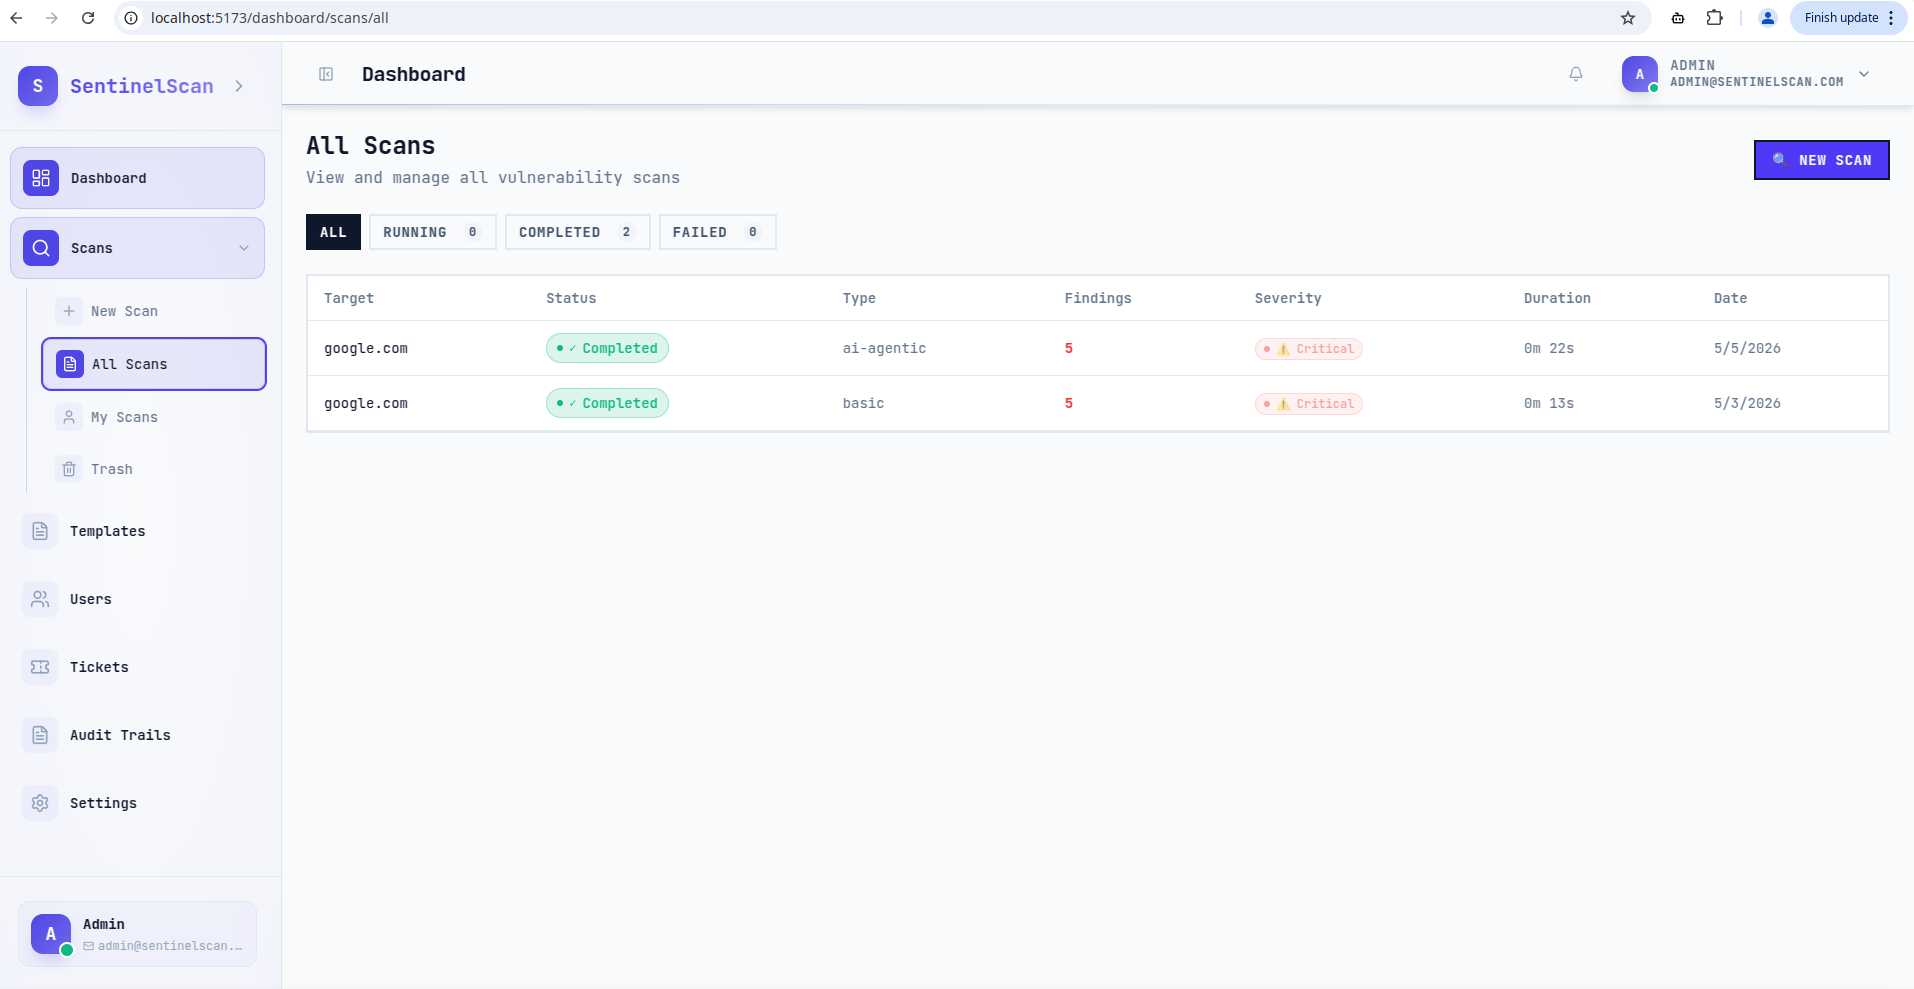 localhost:5173/dashboard/scans/all
Finish update
S
SentinelScan
Dashboard
A
ADMIN
ADMIN@SENTINELSCAN.COM
Dashboard
Scans
New Scan
All Scans
My Scans
Trash
Templates
Users
Tickets
Audit Trails
Settings
A
Admin
admin@sentinelscan.…
All Scans
View and manage all vulnerability scans
NEW SCAN
ALL
RUNNING 0
COMPLETED 2
FAILED 0
Target Status Type Findings Severity Duration Date
google.com ✓ Completed ai-agentic 5 Critical 0m 22s 5/5/2026
google.com ✓ Completed basic 5 Critical 0m 13s 5/3/2026